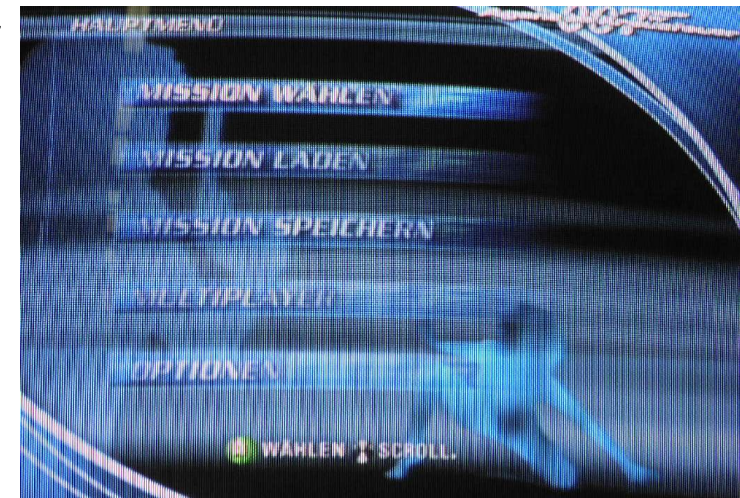 HAUPTMENÜ
MISSION WÄHLEN
MISSION LADEN
MISSION SPEICHERN
MULTIPLAYER
OPTIONEN
A WÄHLEN SCROLL.